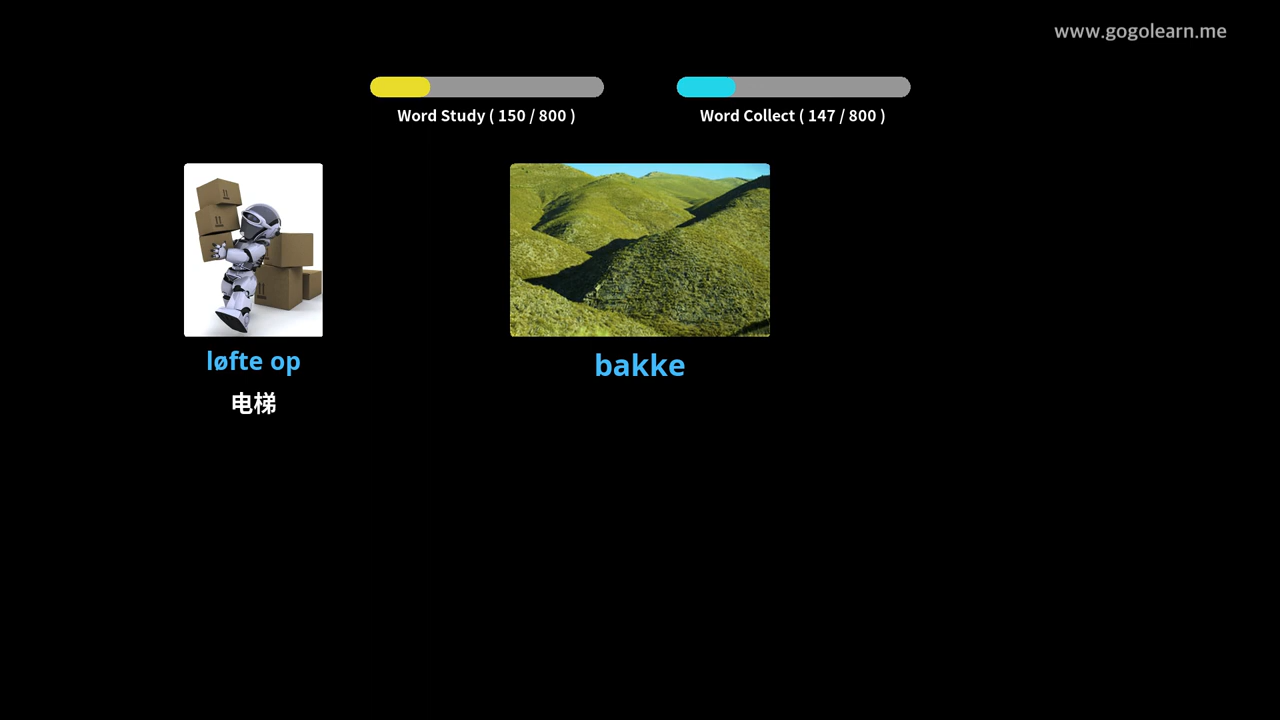 www.gogolearn.me
Word Study ( 150 / 800 )
Word Collect ( 147 / 800 )
løfte op
电梯
bakke